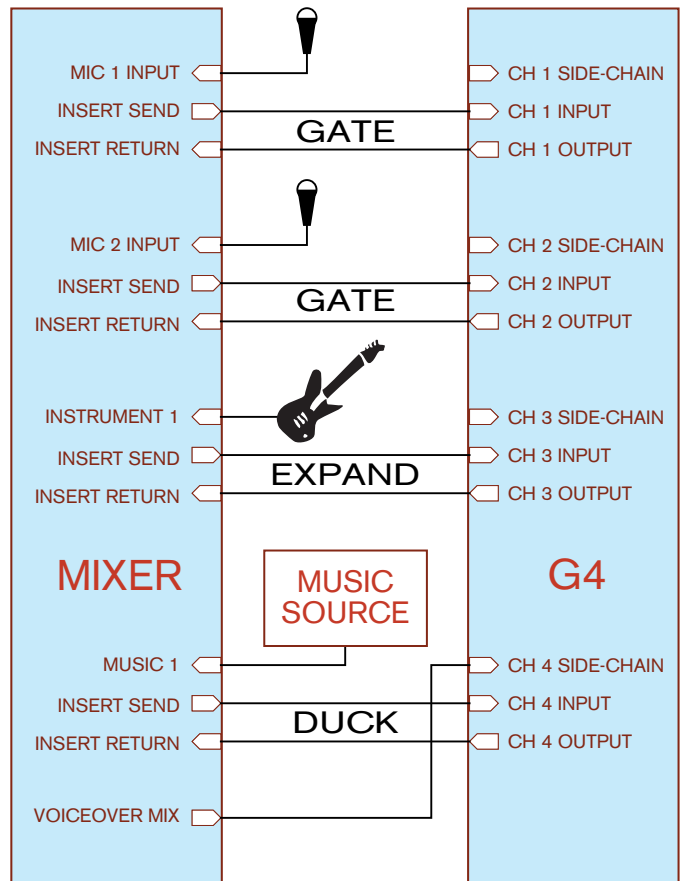 MIC 1 INPUT
CH 1 SIDE-CHAIN
INSERT SEND
CH 1 INPUT
GATE
INSERT RETURN
CH 1 OUTPUT
MIC 2 INPUT
CH 2 SIDE-CHAIN
INSERT SEND
CH 2 INPUT
GATE
INSERT RETURN
CH 2 OUTPUT
INSTRUMENT 1
CH 3 SIDE-CHAIN
INSERT SEND
CH 3 INPUT
EXPAND
INSERT RETURN
CH 3 OUTPUT
MIXER
MUSIC
SOURCE
G4
MUSIC 1
CH 4 SIDE-CHAIN
INSERT SEND
CH 4 INPUT
DUCK
INSERT RETURN
CH 4 OUTPUT
VOICEOVER MIX